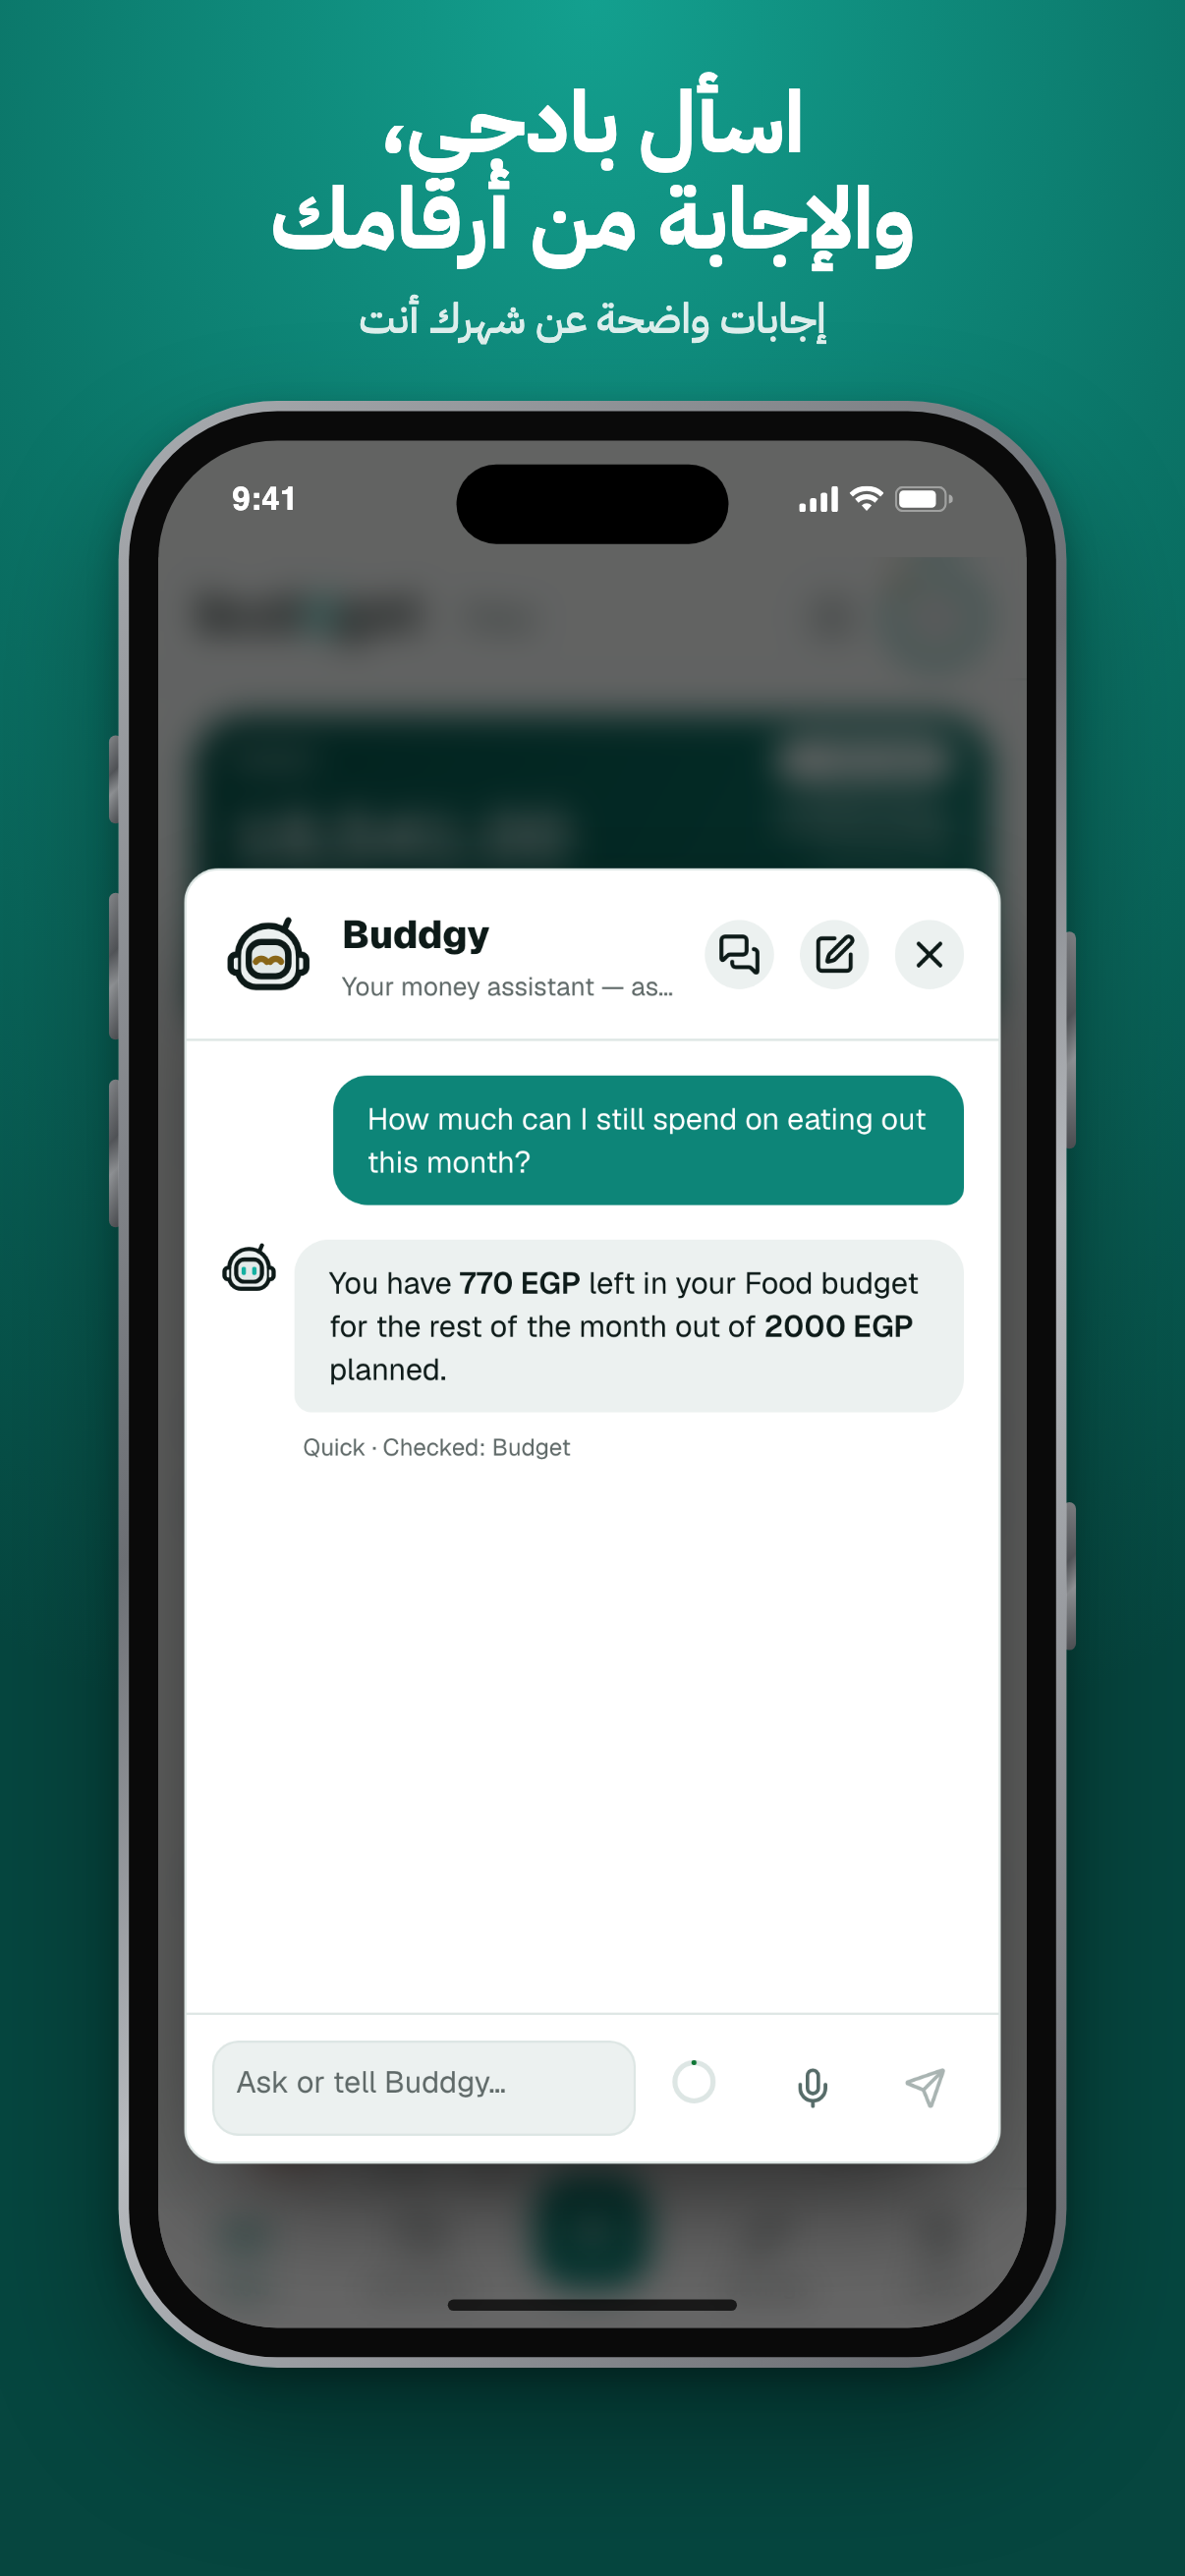 اسأل بادجي،
والإجابة من أرقامك
إجابات واضحة عن شهرك أنت
9:41
Buddgy
Your money assistant — as...
How much can I still spend on eating out
this month?
You have 770 EGP left in your Food budget
for the rest of the month out of 2000 EGP
planned.
Quick · Checked: Budget
Ask or tell Buddgy...